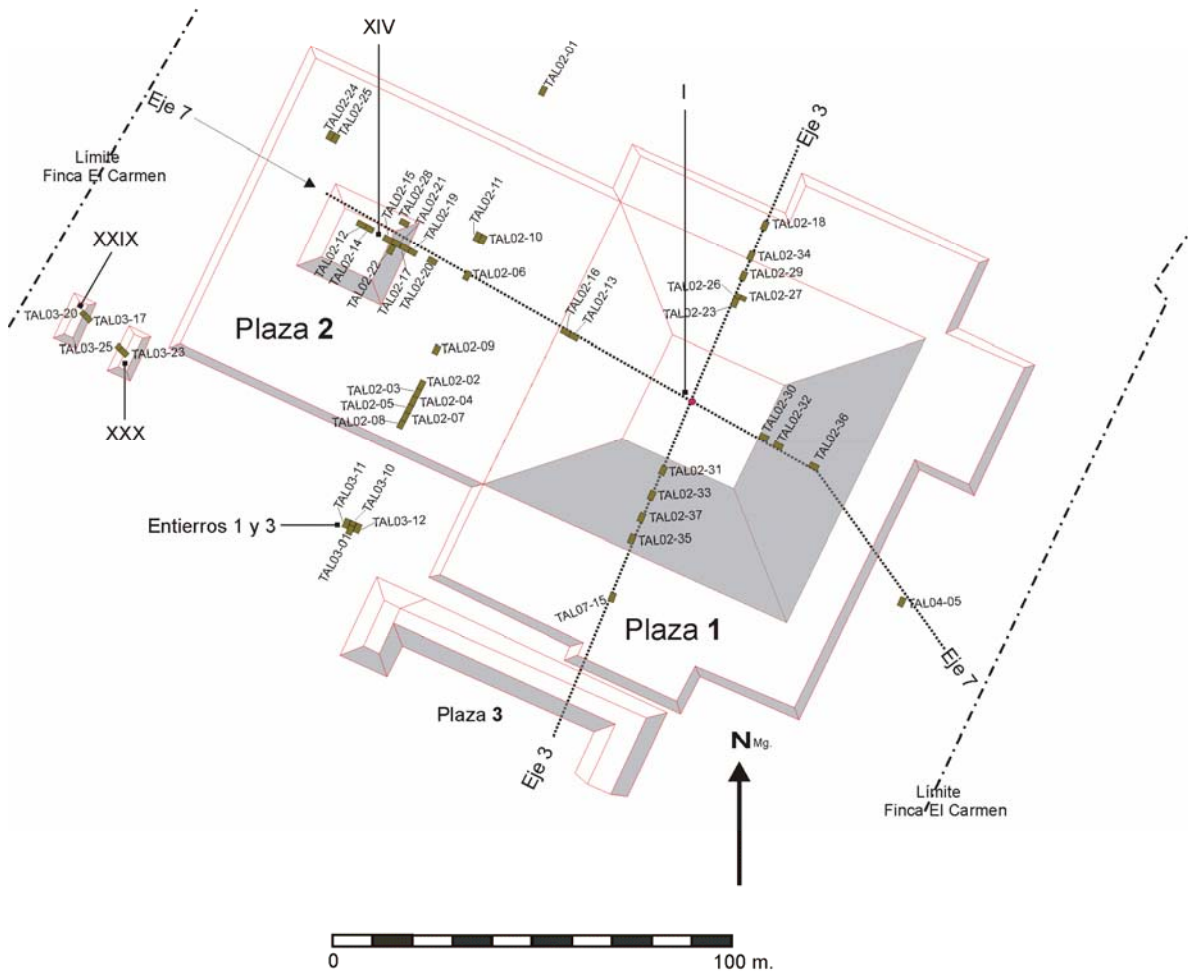 XIV
TAL02-01
I
Eje 3
Eje 7
TAL02-24
TAL02-25
Límite
Finca El Carmen
TAL02-15
TAL02-28
TAL02-21
TAL02-19
TAL02-11
TAL02-10
TAL02-18
XXIX
TAL02-12
TAL02-14
TAL02-22
TAL02-17
TAL02-20
TAL02-06
TAL02-34
TAL02-29
TAL02-26
TAL02-27
TAL02-23
TAL02-16
TAL02-13
TAL03-20
TAL03-17
Plaza 2
TAL03-25
TAL03-23
TAL02-09
XXX
TAL02-03
TAL02-02
TAL02-05
TAL02-04
TAL02-08
TAL02-07
TAL02-30
TAL02-32
TAL02-36
TAL02-31
TAL02-33
TAL02-37
TAL02-35
TAL03-11
TAL03-10
Entierros 1 y 3
TAL03-12
TAL03-01
TAL07-15
Plaza 1
TAL04-05
Eje 7
Plaza 3
Eje 3
N Mg.
Límite
Finca El Carmen
0
100 m.